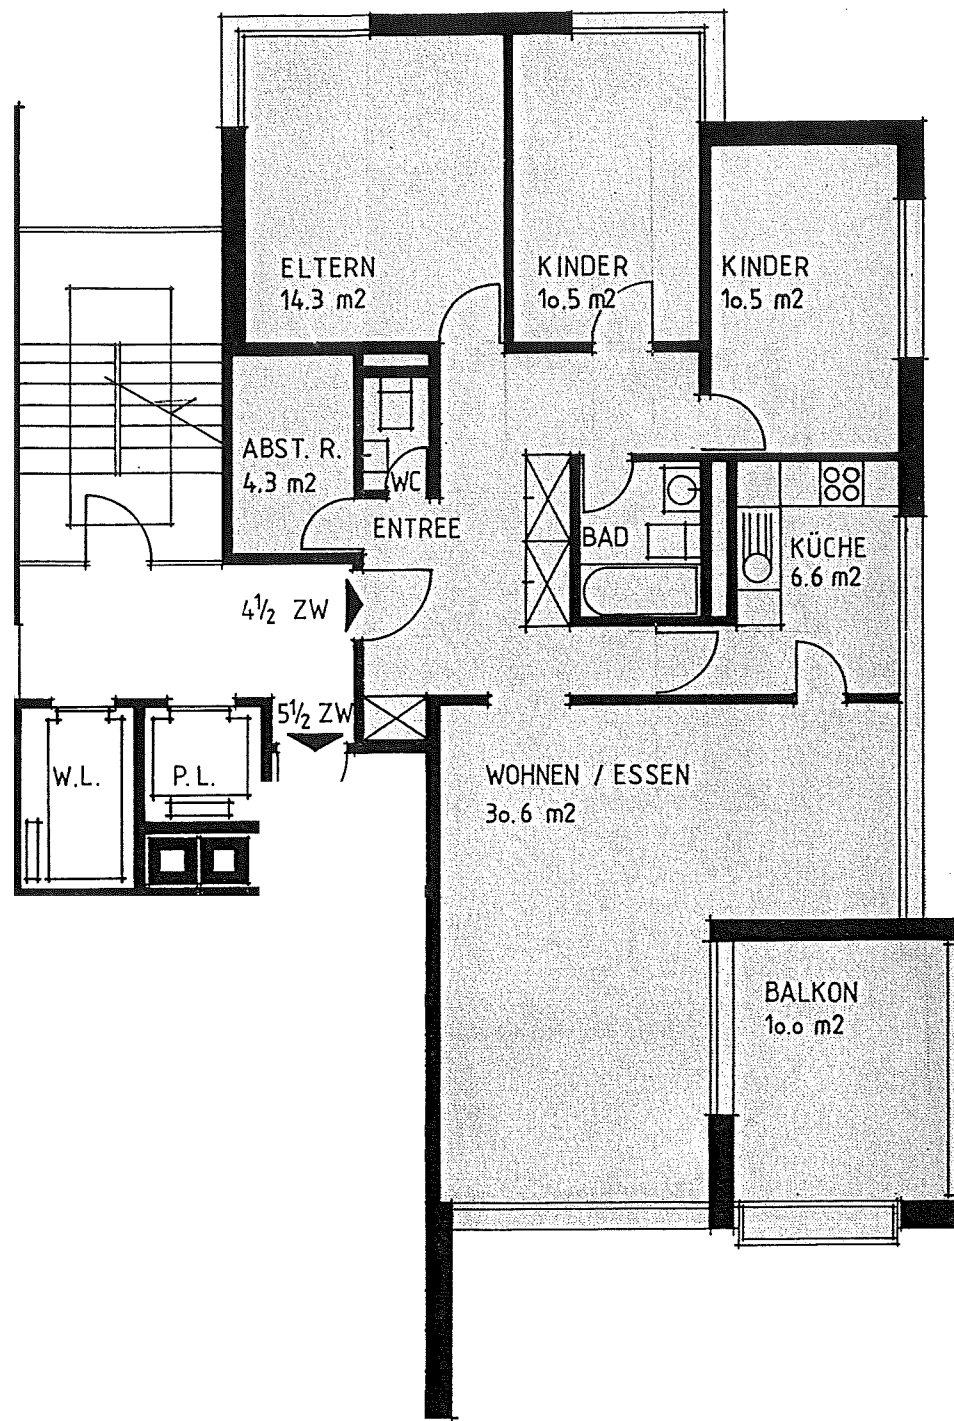 ELTERN
14.3 m2
KINDER
1o.5 m2
KINDER
1o.5 m2
ABST. R.
4.3 m2
WC
ENTREE
BAD
KÜCHE
6.6 m2
4½ ZW
5½ ZW
W.L.
P.L.
WOHNEN / ESSEN
3o.6 m2
BALKON
1o.o m2